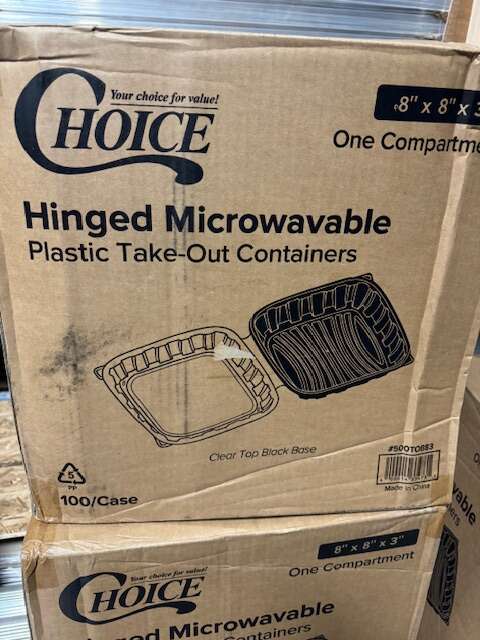 Your choice for value!
CHOICE
8" x 8" x 3
One Compartme
Hinged Microwavable
Plastic Take-Out Containers
Clear Top Black Base
#500TO883
Made in China
5
PP
100/Case
8" x 8" x 3"
One Compartment
Your choice for value!
CHOICE
Hinged Microwavable
Containers
vable
ners